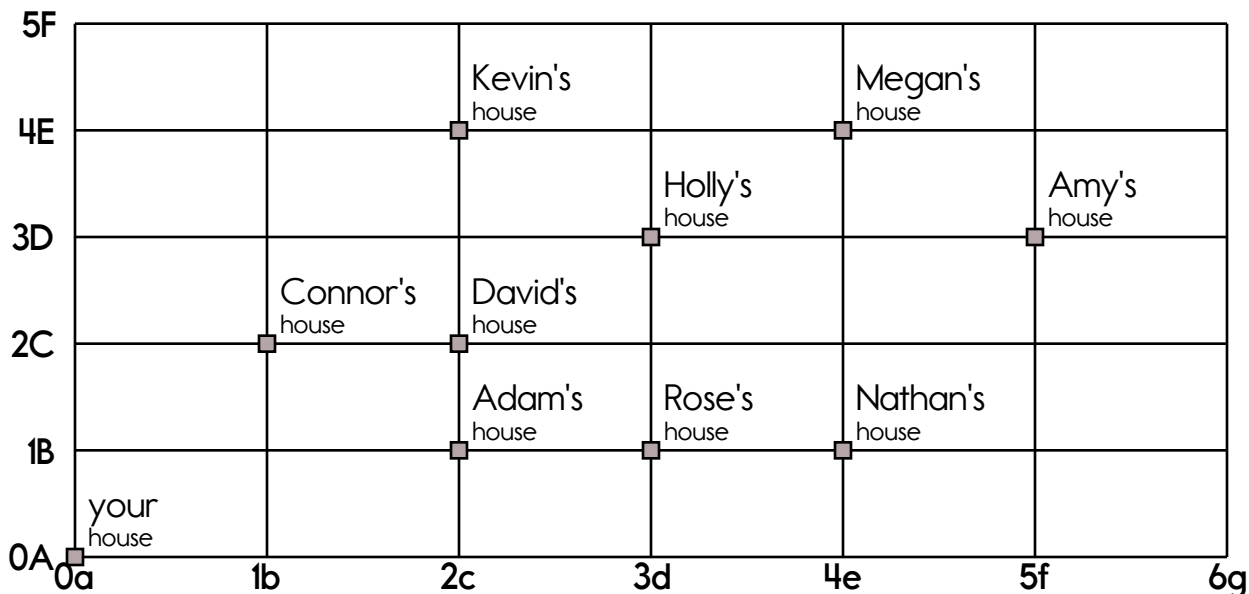 5F
Kevin's
house
Megan's
house
4E
Holly's
house
Amy's
house
3D
Connor's
house
David's
house
2C
Adam's
house
Rose's
house
Nathan's
house
1B
your
house
0A
0a 1b 2c 3d 4e 5f 6g